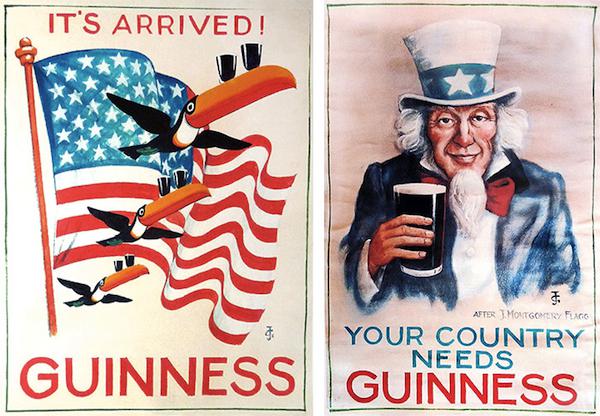 IT'S ARRIVED!
GUINNESS
AFTER J. MONTGOMERY FLAGG
YOUR COUNTRY
NEEDS
GUINNESS